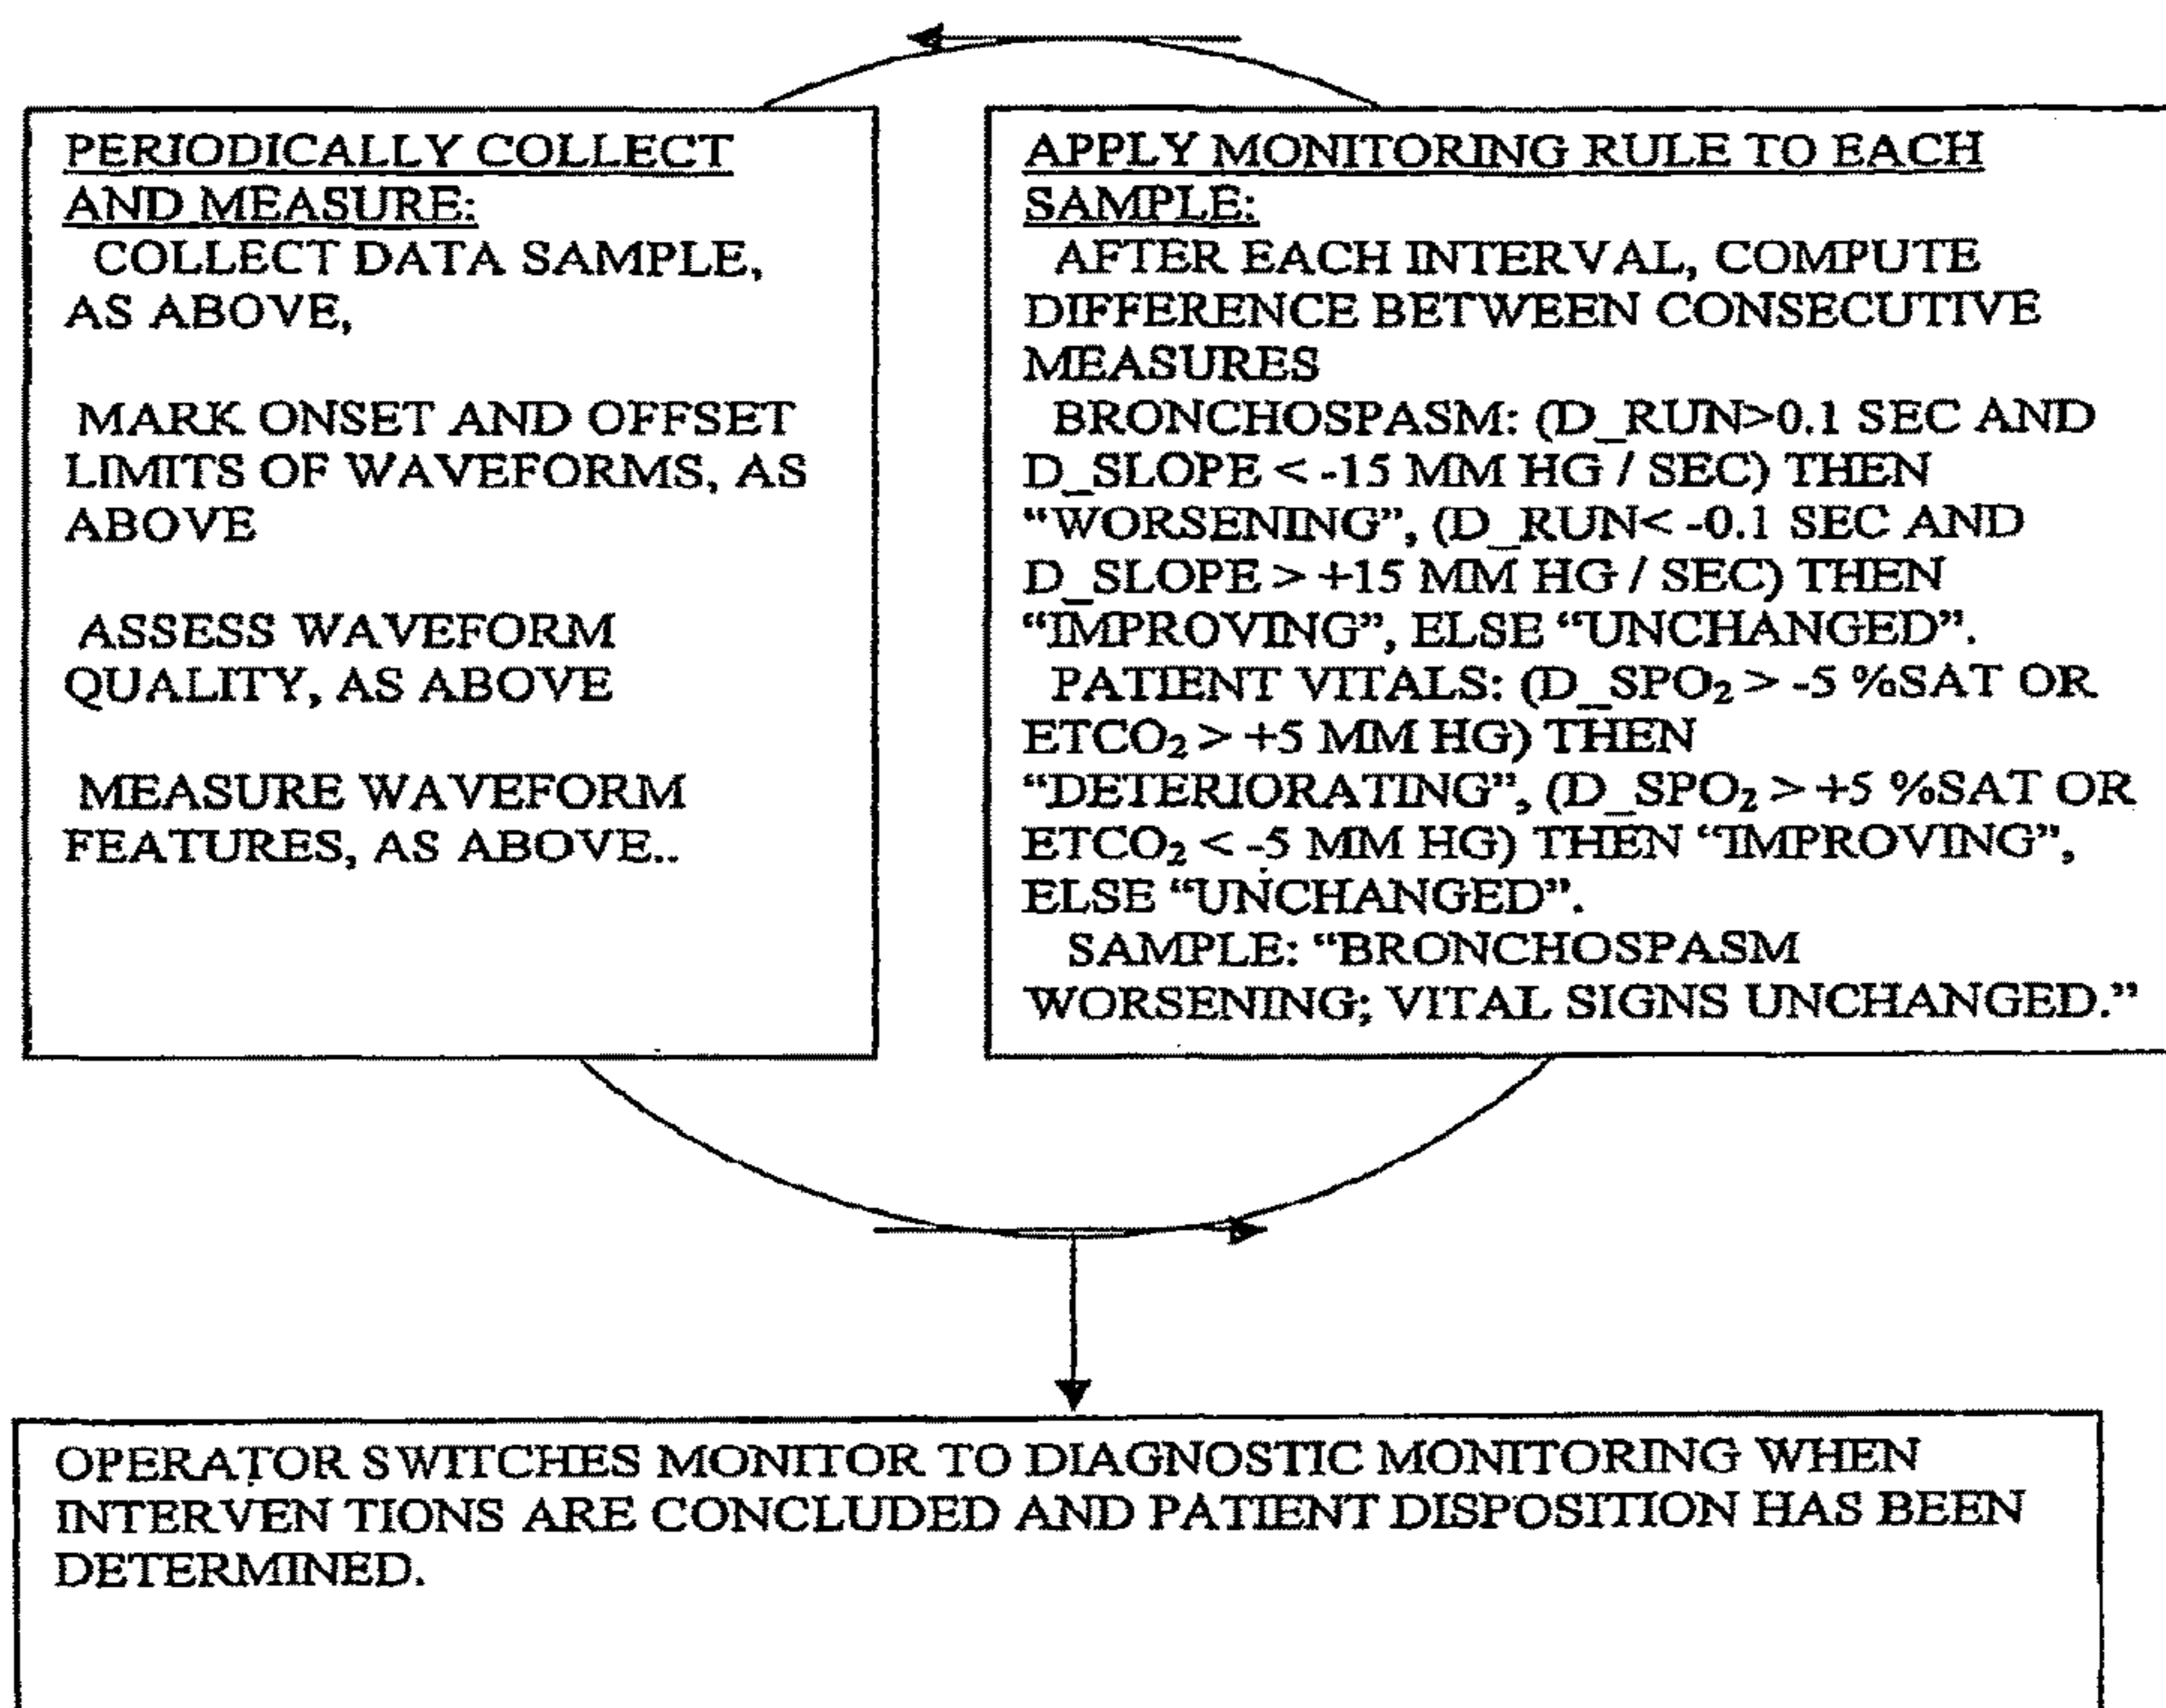 PERIODICALLY COLLECT
AND MEASURE:
COLLECT DATA SAMPLE,
AS ABOVE,
MARK ONSET AND OFFSET
LIMITS OF WAVEFORMS, AS
ABOVE
ASSESS WAVEFORM
QUALITY, AS ABOVE
MEASURE WAVEFORM
FEATURES, AS ABOVE..
APPLY MONITORING RULE TO EACH
SAMPLE:
AFTER EACH INTERVAL, COMPUTE
DIFFERENCE BETWEEN CONSECUTIVE
MEASURES
BRONCHOSPASM: (D_RUN>0.1 SEC AND
D_SLOPE < -15 MM HG / SEC) THEN
“WORSENING”, (D_RUN< -0.1 SEC AND
D_SLOPE > +15 MM HG / SEC) THEN
“IMPROVING”, ELSE “UNCHANGED”.
PATIENT VITALS: (D_SPO₂ > -5 %SAT OR
ETCO₂ > +5 MM HG) THEN
“DETERIORATING”, (D_SPO₂ > +5 %SAT OR
ETCO₂ < -5 MM HG) THEN “IMPROVING”,
ELSE “UNCHANGED”.
SAMPLE: “BRONCHOSPASM
WORSENING; VITAL SIGNS UNCHANGED.”
OPERATOR SWITCHES MONITOR TO DIAGNOSTIC MONITORING WHEN
INTERVEN TIONS ARE CONCLUDED AND PATIENT DISPOSITION HAS BEEN
DETERMINED.